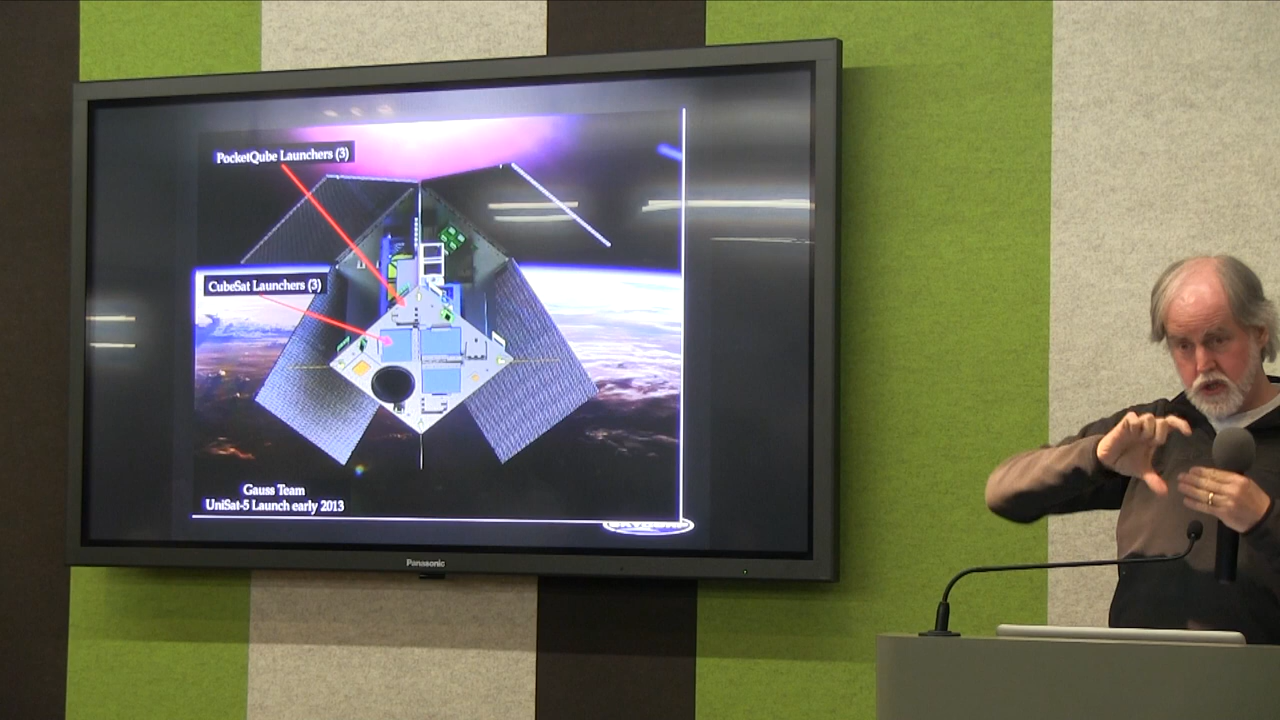 PocketQube Launchers (3)
CubeSat Launchers (3)
Gauss Team
UniSat-5 Launch early 2013
Panasonic